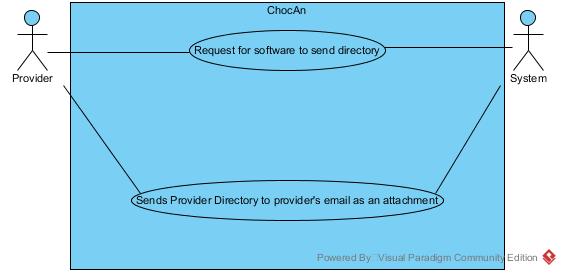 ChocAn
Request for software to send directory
Provider
System
Sends Provider Directory to provider's email as an attachment
Powered By Visual Paradigm Community Edition